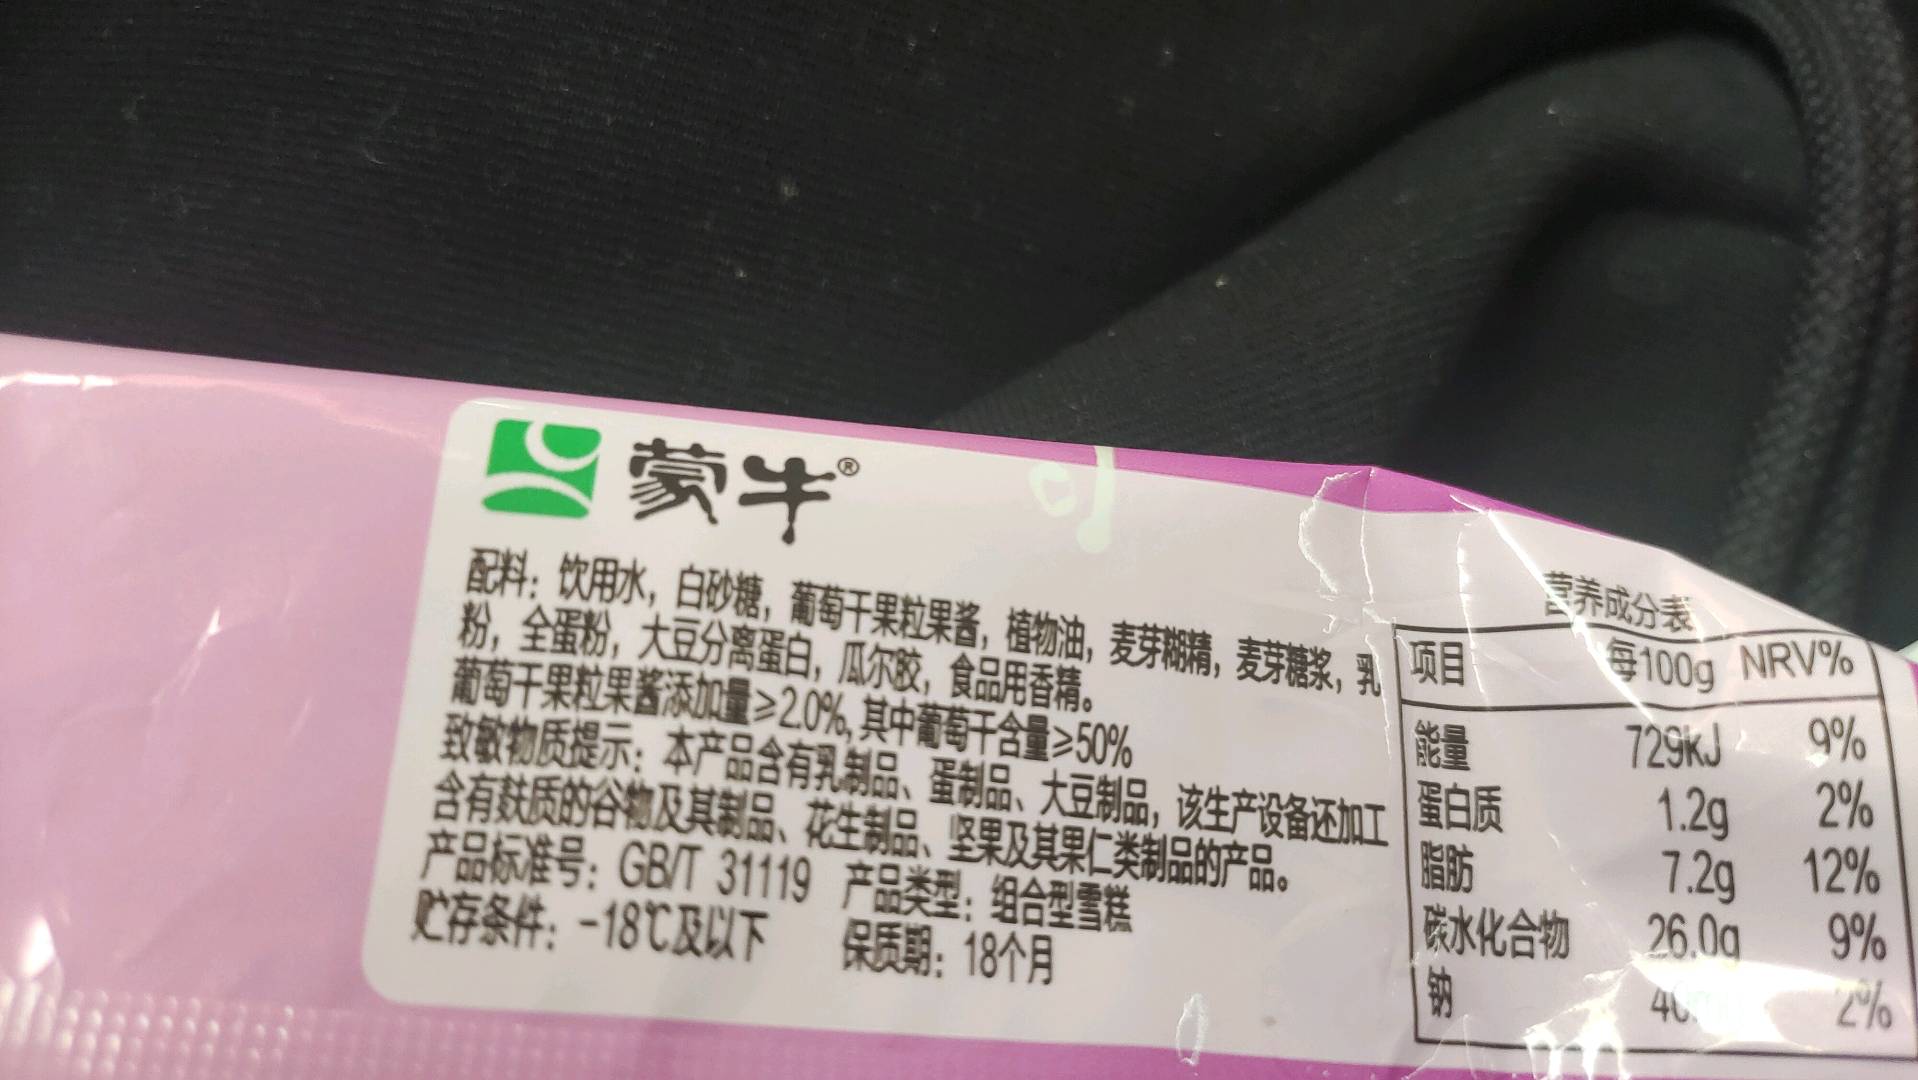 蒙牛®
配料：饮用水，白砂糖，葡萄干果粒果酱，植物油，麦芽糊精，麦芽糖浆，乳
粉，全蛋粉，大豆分离蛋白，瓜尔胶，食品用香精。
葡萄干果粒果酱添加量≥2.0%，其中葡萄干含量≥50%
致敏物质提示：本产品含有乳制品、蛋制品、大豆制品，该生产设备还加工
含有麸质的谷物及其制品、花生制品、坚果及其果仁类制品的产品。
产品标准号：GB/T 31119 产品类型：组合型雪糕
贮存条件：-18℃及以下 保质期：18个月
营养成分表
项目 每100g NRV%
能量 729kJ 9%
蛋白质 1.2g 2%
脂肪 7.2g 12%
碳水化合物 26.0g 9%
钠 2%